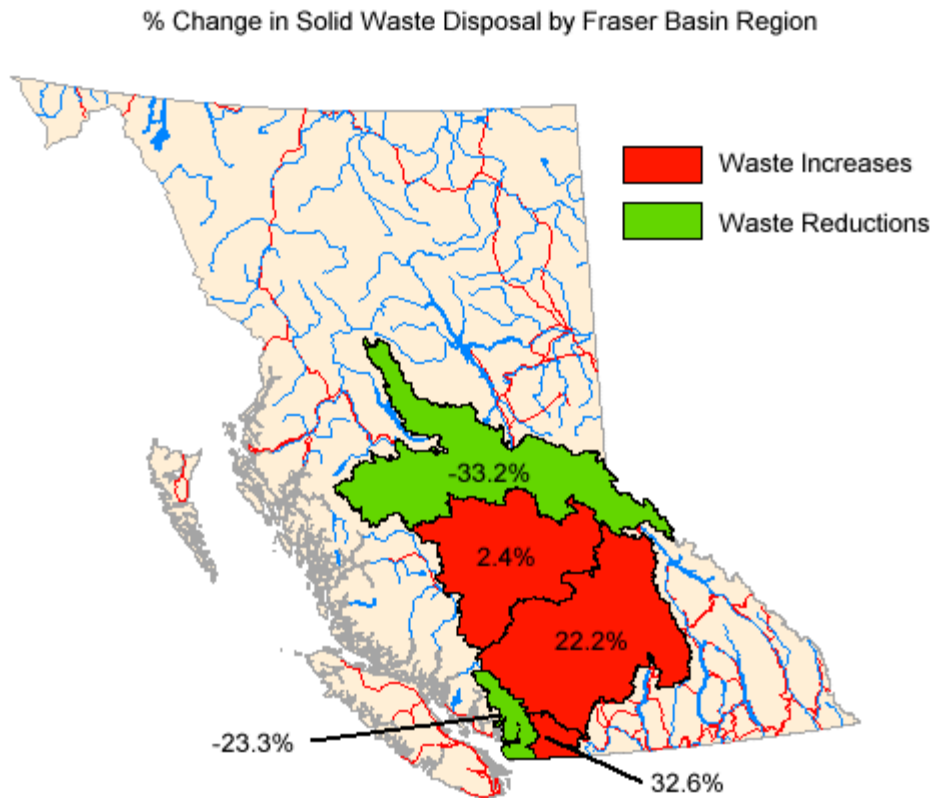 % Change in Solid Waste Disposal by Fraser Basin Region
Waste Increases
Waste Reductions
-33.2%
2.4%
22.2%
-23.3%
32.6%